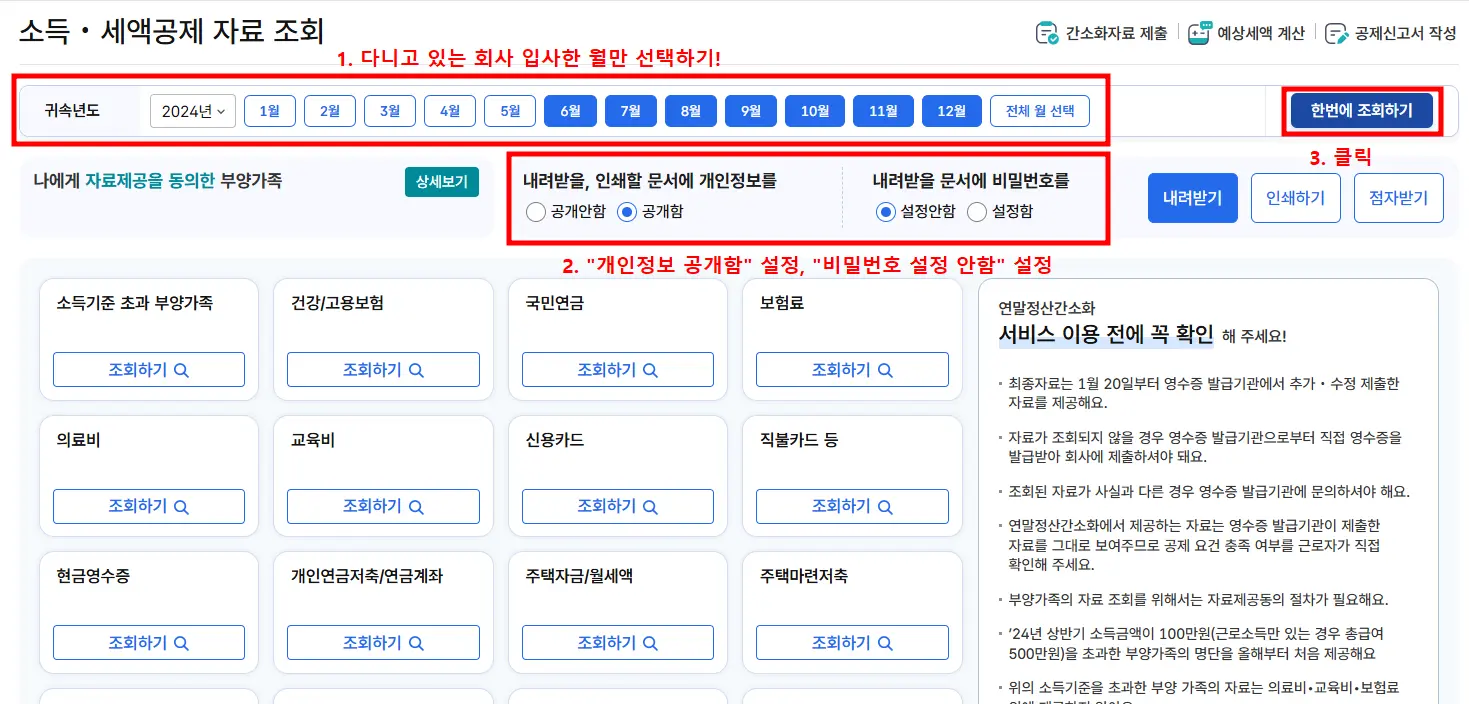 소득 • 세액공제 자료 조회
간소화자료 제출
예상세액 계산
공제신고서 작성
1. 다니고 있는 회사 입사한 월만 선택하기!
귀속년도
2024년
1월
2월
3월
4월
5월
6월
7월
8월
9월
10월
11월
12월
전체 월 선택
한번에 조회하기
3. 클릭
나에게 자료제공을 동의한 부양가족
상세보기
내려받을, 인쇄할 문서에 개인정보를
공개안함
공개함
내려받을 문서에 비밀번호를
설정안함
설정함
내려받기
인쇄하기
점자받기
2. "개인정보 공개함" 설정, "비밀번호 설정 안함" 설정
소득기준 초과 부양가족
조회하기
건강/고용보험
조회하기
국민연금
조회하기
보험료
조회하기
의료비
조회하기
교육비
조회하기
신용카드
조회하기
직불카드 등
조회하기
현금영수증
조회하기
개인연금저축/연금계좌
조회하기
주택자금/월세액
조회하기
주택마련저축
조회하기
연말정산간소화
서비스 이용 전에 꼭 확인 해 주세요!
• 최종자료는 1월 20일부터 영수증 발급기관에서 추가 • 수정 제출한
자료를 제공해요.
• 자료가 조회되지 않을 경우 영수증 발급기관으로부터 직접 영수증을
발급받아 회사에 제출하셔야 돼요.
• 조회된 자료가 사실과 다른 경우 영수증 발급기관에 문의하셔야 해요.
• 연말정산간소화에서 제공하는 자료는 영수증 발급기관이 제출한
자료를 그대로 보여주므로 공제 요건 충족 여부를 근로자가 직접
확인해 주세요.
• 부양가족의 자료 조회를 위해서는 자료제공동의 절차가 필요해요.
• '24년 상반기 소득금액이 100만원(근로소득만 있는 경우 총급여
500만원)을 초과한 부양가족의 명단을 올해부터 처음 제공해요
• 위의 소득기준을 초과한 부양 가족의 자료는 의료비•교육비•보험료